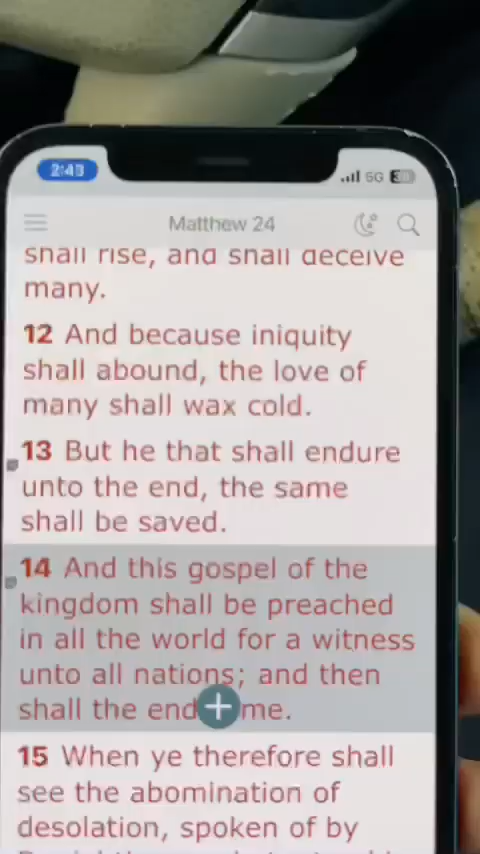 2:43
5G
Matthew 24
shall rise, and shall deceive
many.
12 And because iniquity
shall abound, the love of
many shall wax cold.
13 But he that shall endure
unto the end, the same
shall be saved.
14 And this gospel of the
kingdom shall be preached
in all the world for a witness
unto all nations; and then
shall the end me.
15 When ye therefore shall
see the abomination of
desolation, spoken of by